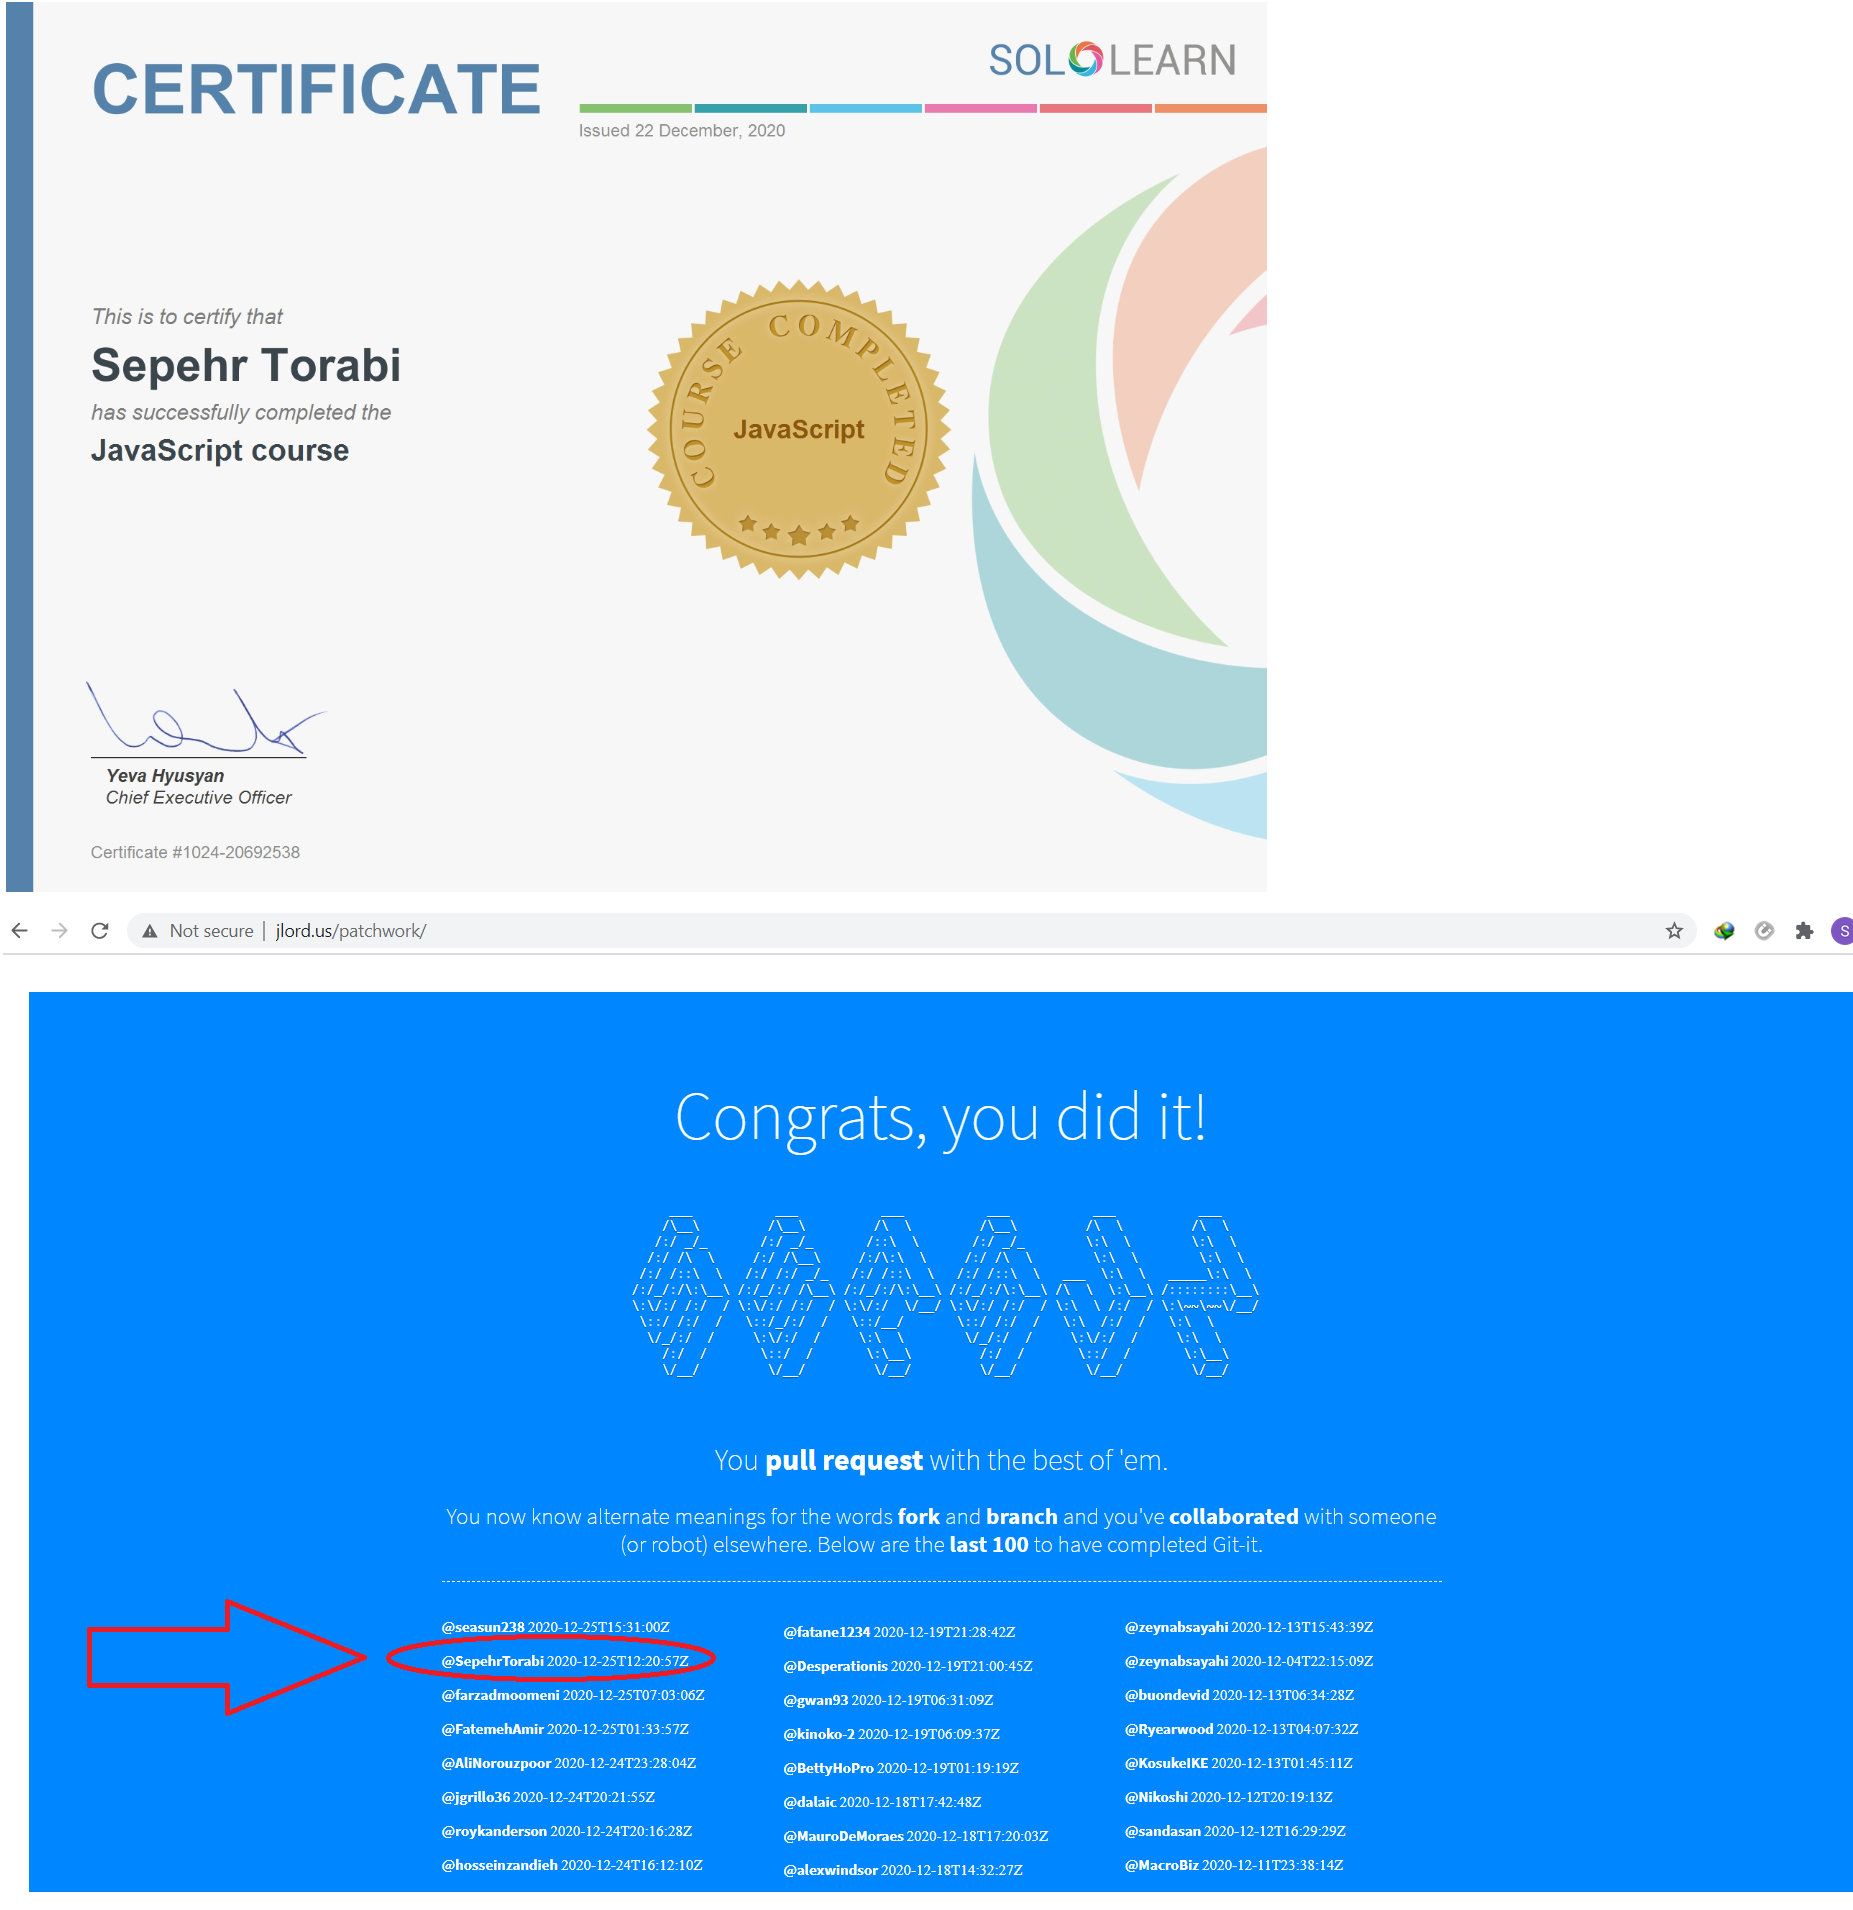 CERTIFICATE
SOLOLEARN
Issued 22 December, 2020
This is to certify that
Sepehr Torabi
has successfully completed the
JavaScript course
COURSE COMPLETED
JavaScript
Yeva Hyusyan
Chief Executive Officer
Certificate #1024-20692538
Not secure | jlord.us/patchwork/
S
Congrats, you did it!
You pull request with the best of 'em.
You now know alternate meanings for the words fork and branch and you've collaborated with someone
(or robot) elsewhere. Below are the last 100 to have completed Git-it.
@seasun238 2020-12-25T15:31:00Z
@SepehrTorabi 2020-12-25T12:20:57Z
@farzadmoomeni 2020-12-25T07:03:06Z
@FatemehAmir 2020-12-25T01:33:57Z
@AliNorouzpoor 2020-12-24T23:28:04Z
@jgrillo36 2020-12-24T20:21:55Z
@roykanderson 2020-12-24T20:16:28Z
@hosseinzandieh 2020-12-24T16:12:10Z
@fatane1234 2020-12-19T21:28:42Z
@Desperationis 2020-12-19T21:00:45Z
@gwan93 2020-12-19T06:31:09Z
@kinoko-2 2020-12-19T06:09:37Z
@BettyHoPro 2020-12-19T01:19:19Z
@dalaic 2020-12-18T17:42:48Z
@MauroDeMoraes 2020-12-18T17:20:03Z
@alexwindsor 2020-12-18T14:32:27Z
@zeynabsayahi 2020-12-13T15:43:39Z
@zeynabsayahi 2020-12-04T22:15:09Z
@buondevid 2020-12-13T06:34:28Z
@Ryearwood 2020-12-13T04:07:32Z
@KosukeIKE 2020-12-13T01:45:11Z
@Nikoshi 2020-12-12T20:19:13Z
@sandasan 2020-12-12T16:29:29Z
@MacroBiz 2020-12-11T23:38:14Z